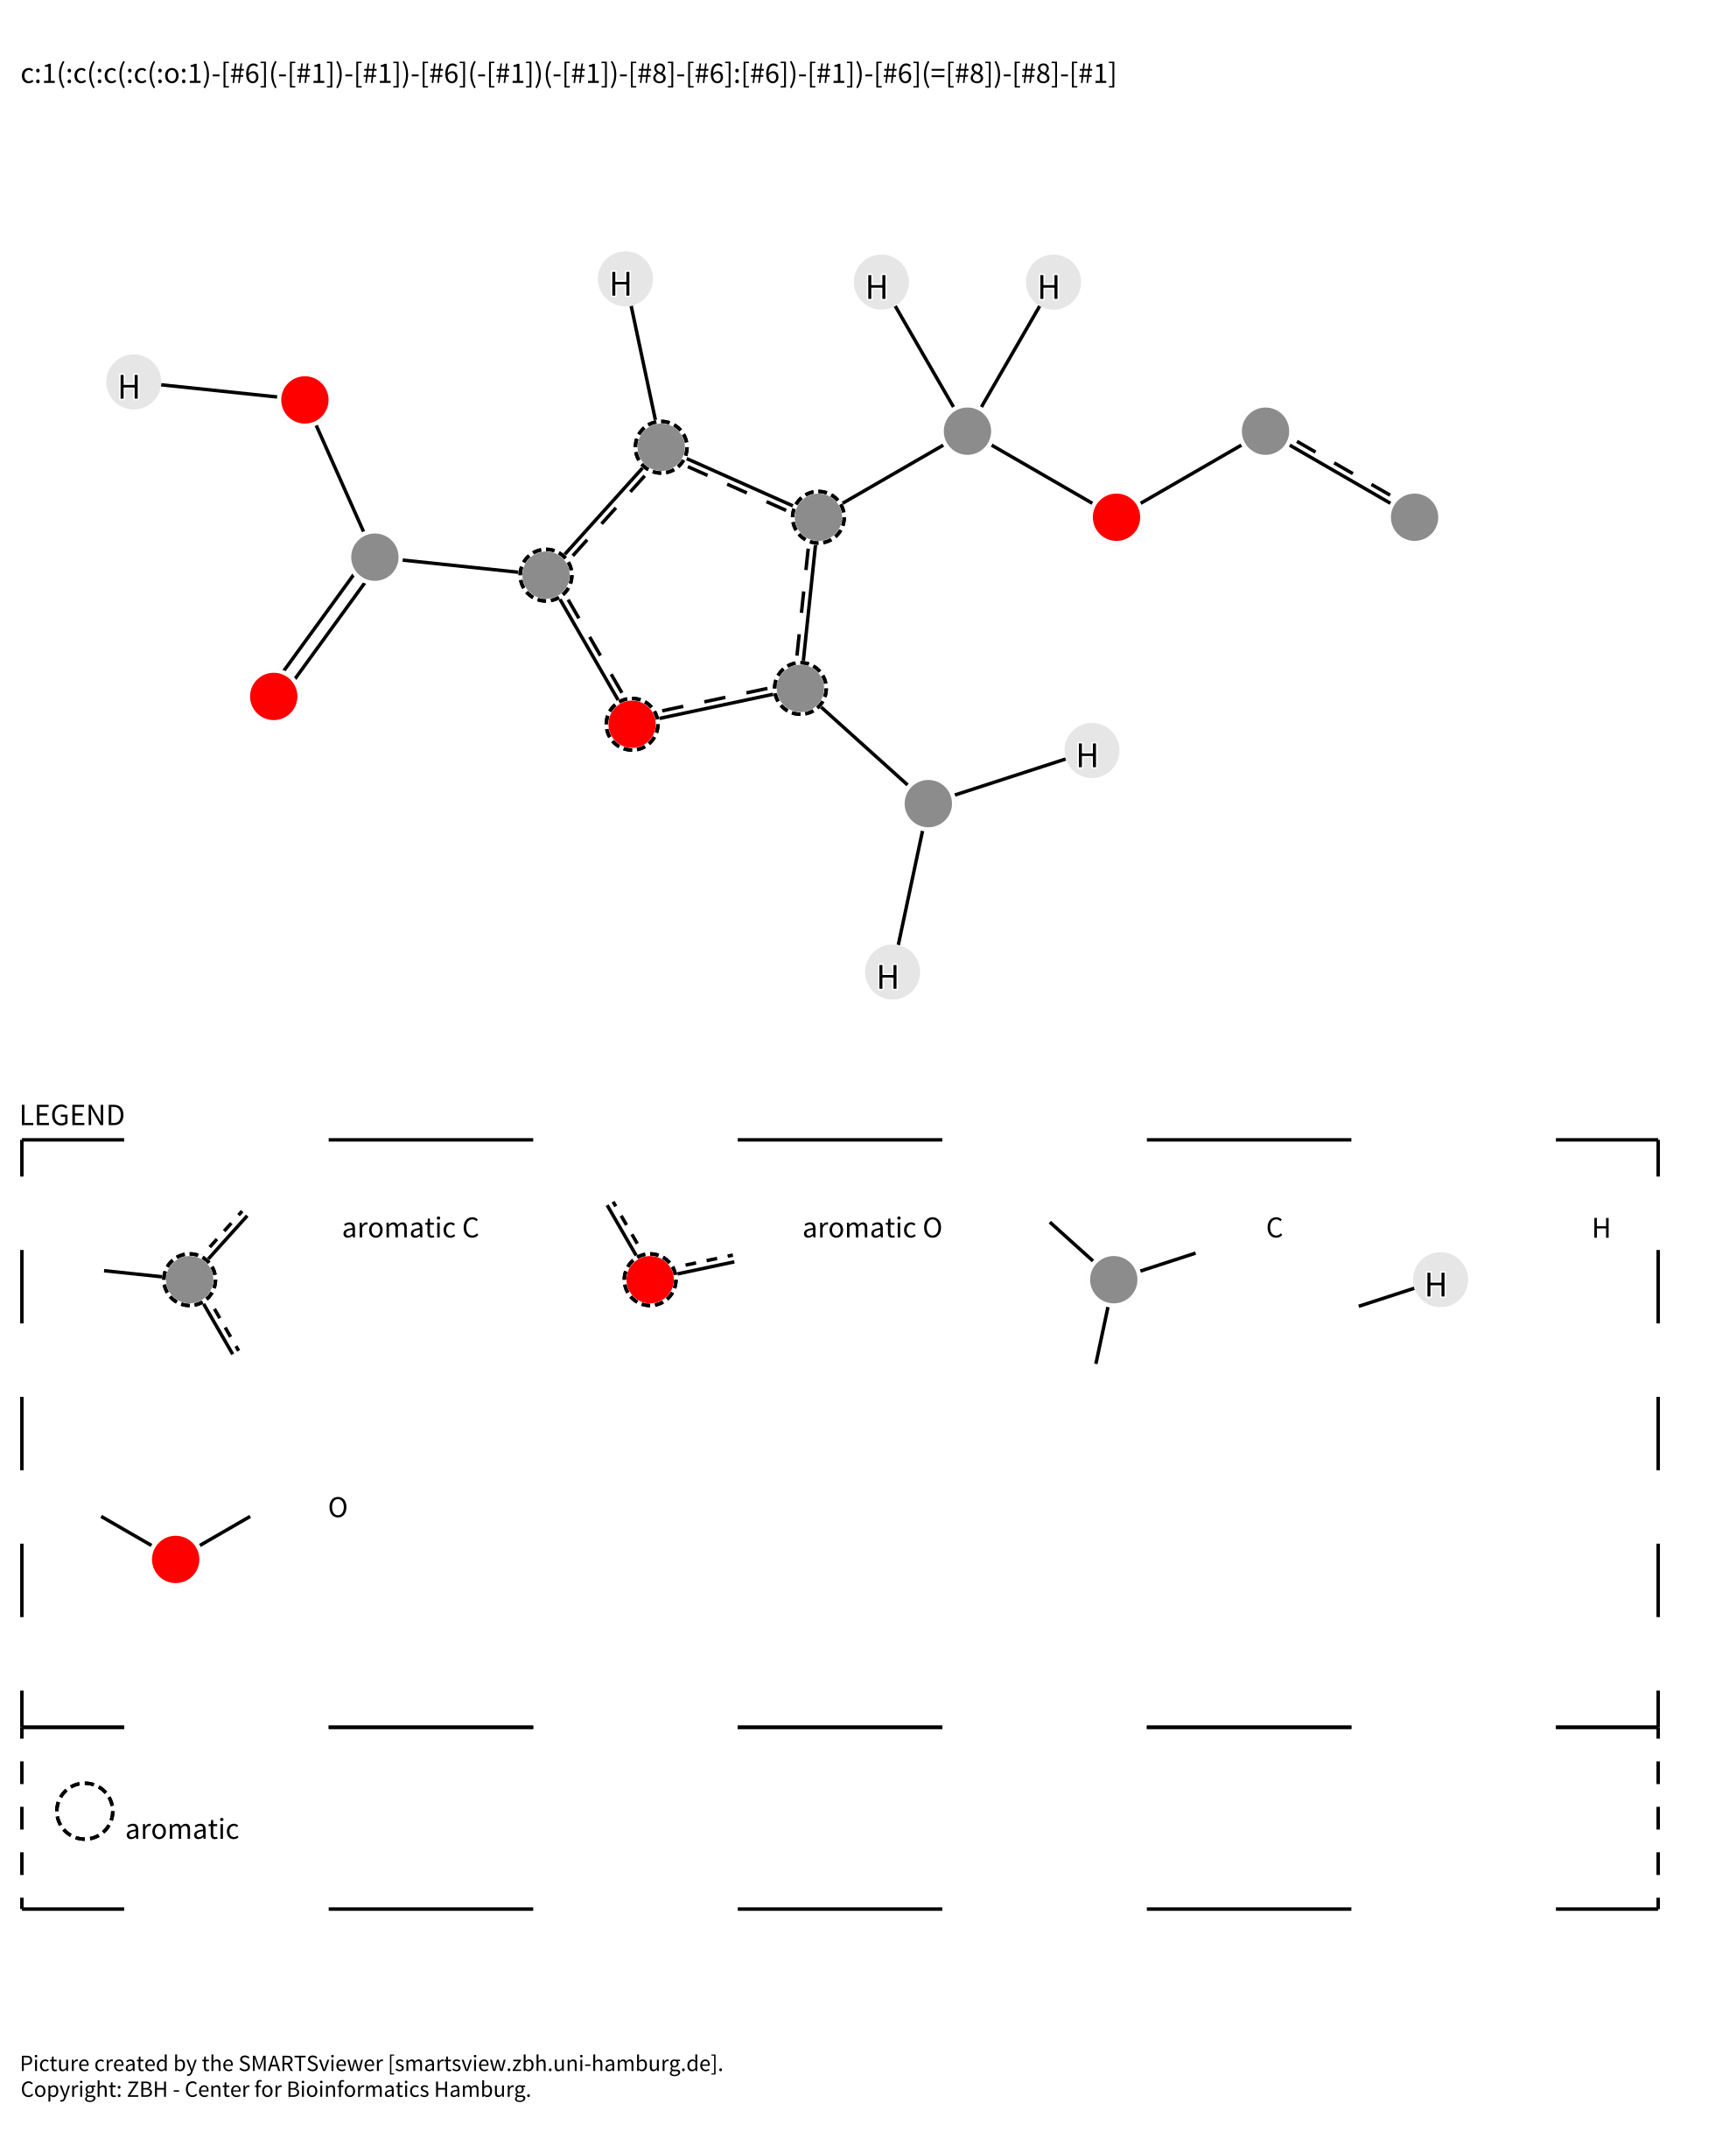 c:1(:c(:c(:c(:o:1)-[#6](-[#1])-[#1])-[#6](-[#1])(-[#1])-[#8]-[#6]:[#6])-[#1])-[#6](=[#8])-[#8]-[#1]
H
H
H
H
H
H
LEGEND
aromatic C
aromatic O
C
H
H
O
aromatic
Picture created by the SMARTSviewer [smartsview.zbh.uni-hamburg.de].
Copyright: ZBH - Center for Bioinformatics Hamburg.